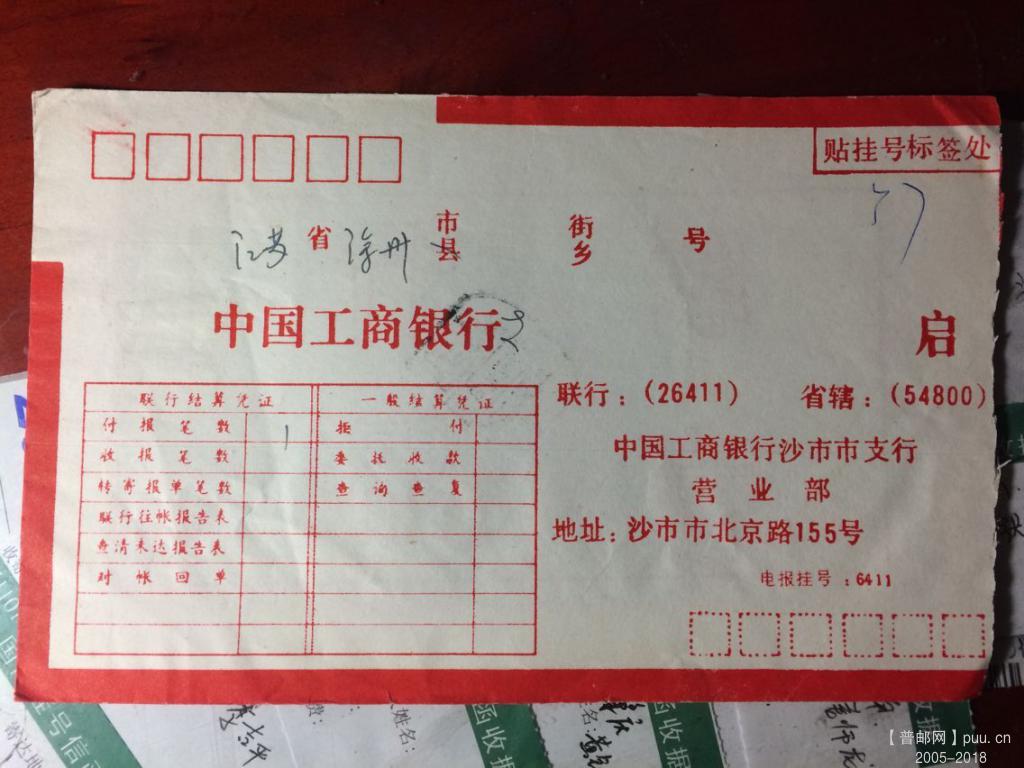 贴挂号标签处
江苏省徐州市县 街乡 号
中国工商银行 启
联行结算凭证 一般结算凭证
付报笔数 1 拒付
收报笔数 委托收款
转寄报单笔数 查询查复
联行往帐报告表
查清未达报告表
对帐回单
联行：(26411) 省辖：(54800)
中国工商银行沙市市支行
营业部
地址：沙市市北京路155号
电报挂号：6411
函收据
函收据
【普邮网】puu.cn
2005-2018